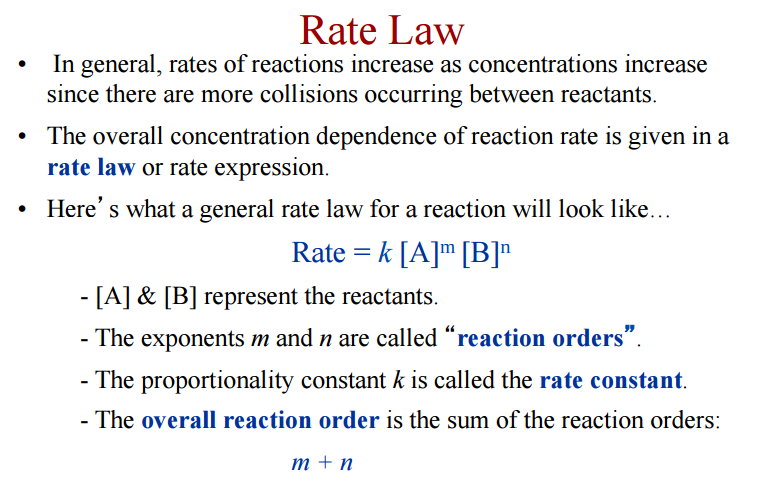 Rate Law
• In general, rates of reactions increase as concentrations increase
since there are more collisions occurring between reactants.
• The overall concentration dependence of reaction rate is given in a
rate law or rate expression.
• Here’s what a general rate law for a reaction will look like…
Rate = k [A]ᵐ [B]ⁿ
- [A] & [B] represent the reactants.
- The exponents m and n are called “reaction orders”.
- The proportionality constant k is called the rate constant.
- The overall reaction order is the sum of the reaction orders:
m + n